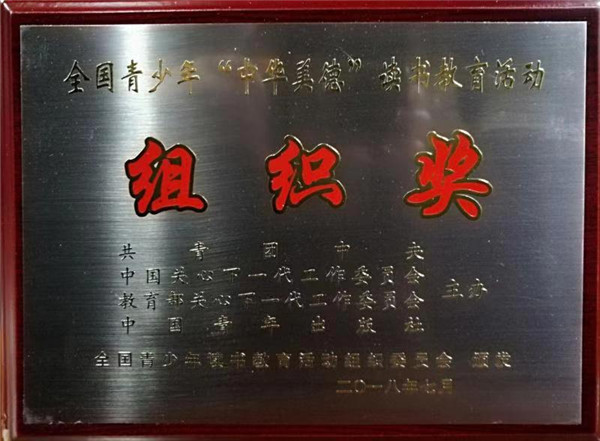 全国青少年“中华美德”读书教育活动
组织奖
共青团中央
中国关心下一代工作委员会
教育部关心下一代工作委员会 主办
中国青年出版社
全国青少年读书教育活动组织委员会 颁发
二〇一八年七月